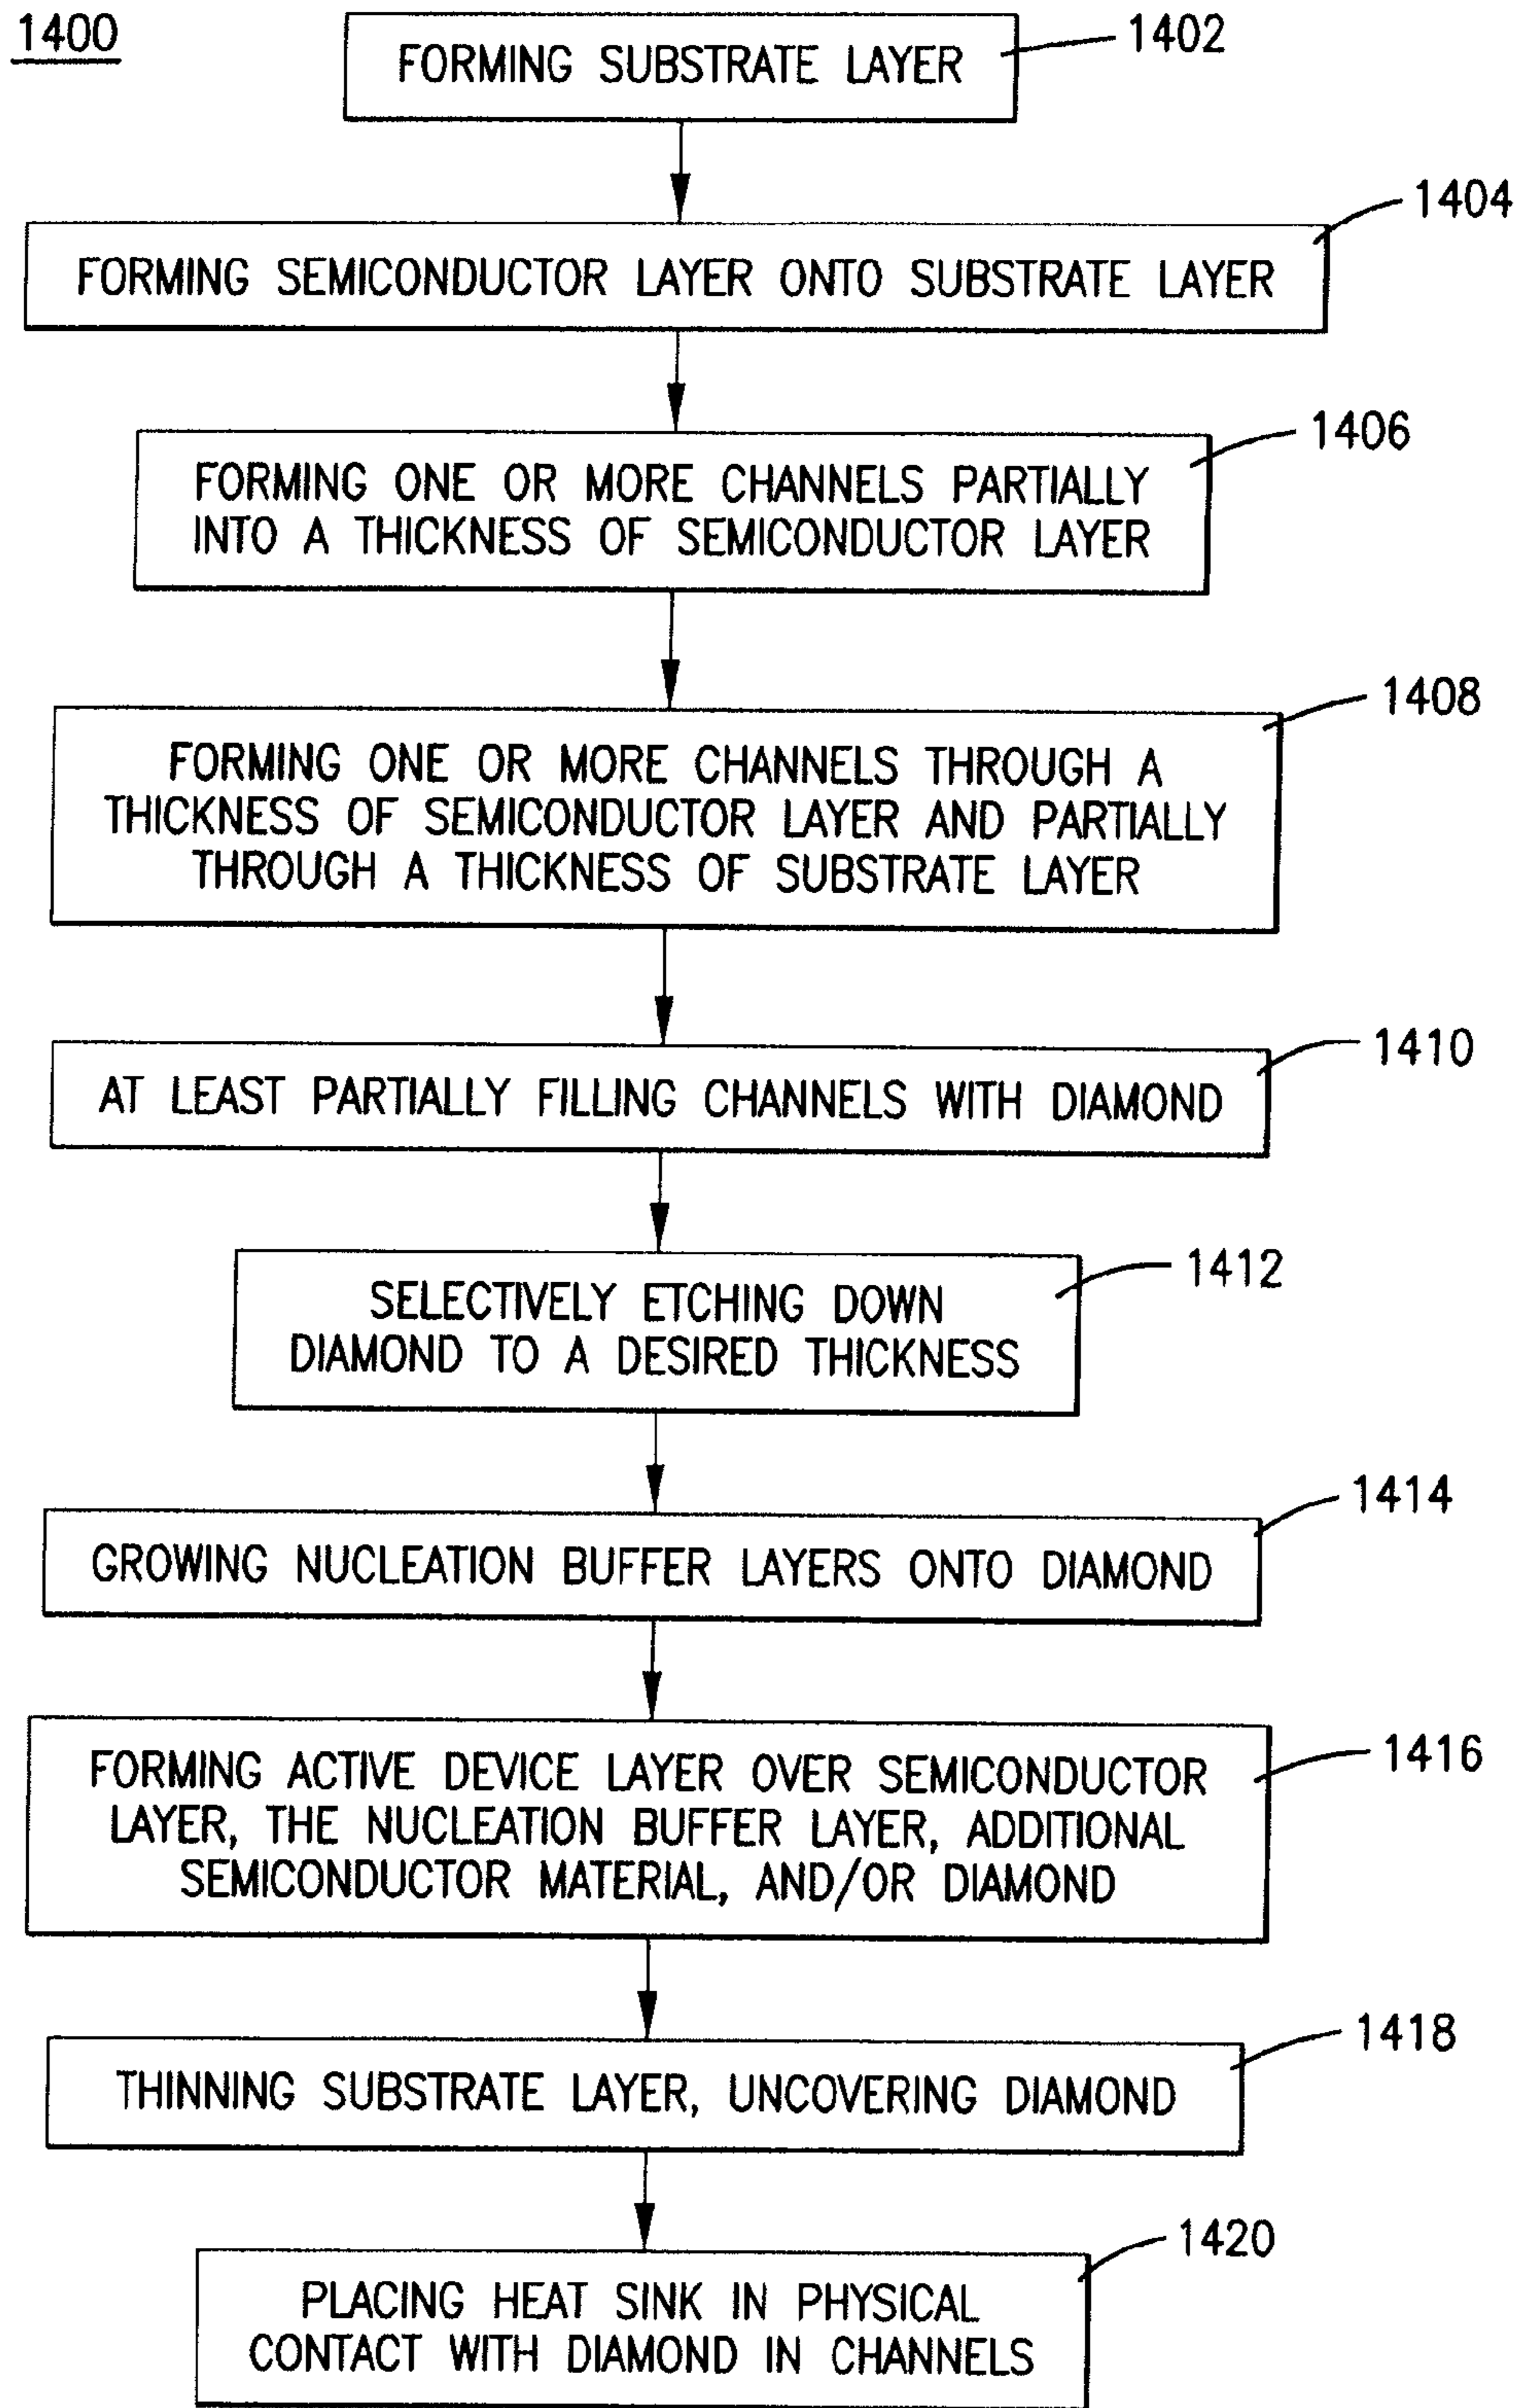 1400
FORMING SUBSTRATE LAYER
1402
FORMING SEMICONDUCTOR LAYER ONTO SUBSTRATE LAYER
1404
FORMING ONE OR MORE CHANNELS PARTIALLY
INTO A THICKNESS OF SEMICONDUCTOR LAYER
1406
FORMING ONE OR MORE CHANNELS THROUGH A
THICKNESS OF SEMICONDUCTOR LAYER AND PARTIALLY
THROUGH A THICKNESS OF SUBSTRATE LAYER
1408
AT LEAST PARTIALLY FILLING CHANNELS WITH DIAMOND
1410
SELECTIVELY ETCHING DOWN
DIAMOND TO A DESIRED THICKNESS
1412
GROWING NUCLEATION BUFFER LAYERS ONTO DIAMOND
1414
FORMING ACTIVE DEVICE LAYER OVER SEMICONDUCTOR
LAYER, THE NUCLEATION BUFFER LAYER, ADDITIONAL
SEMICONDUCTOR MATERIAL, AND/OR DIAMOND
1416
THINNING SUBSTRATE LAYER, UNCOVERING DIAMOND
1418
PLACING HEAT SINK IN PHYSICAL
CONTACT WITH DIAMOND IN CHANNELS
1420